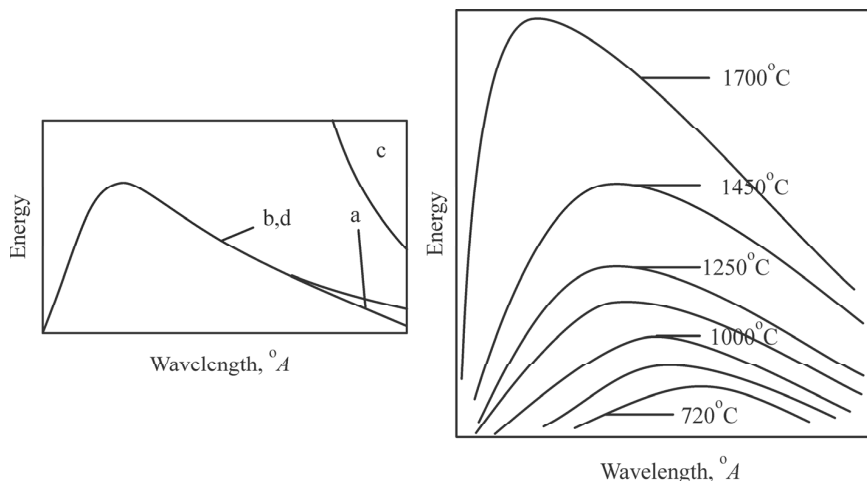 Energy
b,d
a
c
Wavelength, °A
Energy
1700°C
1450°C
1250°C
1000°C
720°C
Wavelength, °A